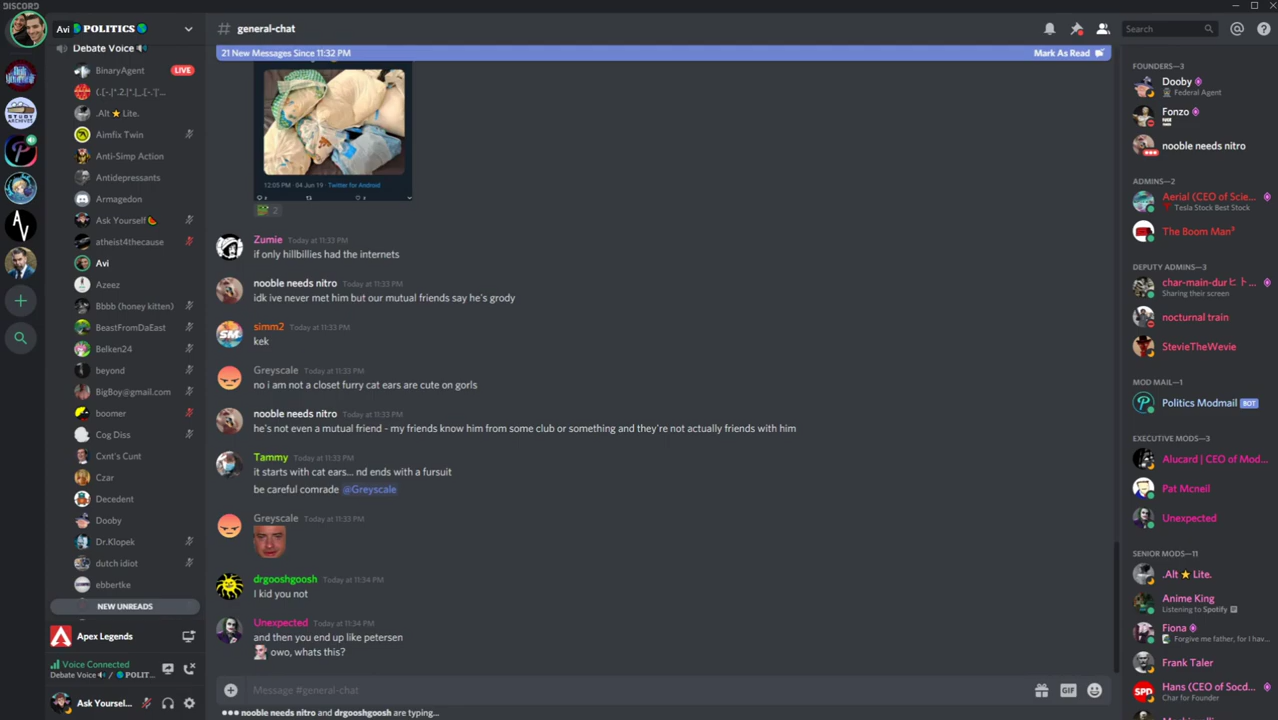 DISCORD
Avi 🌎 POLITICS 🌎
Debate Voice 🔊
BinaryAgent LIVE
.Alt ⭐ Lite.
Aimfix Twin
Anti-Simp Action
Antidepressants
Armagedon
Ask Yourself 🍉
atheist4thecause
Avi
Azeez
Bbbb (honey kitten)
BeastFromDaEast
Belken24
beyond
BigBoy@gmail.com
boomer
Cog Diss
Cxnt's Cunt
Czar
Decedent
Dooby
Dr.Klopek
dutch idiot
ebbertke
NEW UNREADS
Apex Legends
Voice Connected
Debate Voice 🔊 / 🌎 POLIT...
Ask Yoursel...
# general-chat
Search
21 New Messages Since 11:32 PM
Mark As Read
12:05 PM · 04 Jun 19 · Twitter for Android
2
Zumie Today at 11:33 PM
if only hillbillies had the internets
nooble needs nitro Today at 11:33 PM
idk ive never met him but our mutual friends say he's grody
simm2 Today at 11:33 PM
kek
Greyscale Today at 11:33 PM
no i am not a closet furry cat ears are cute on gorls
nooble needs nitro Today at 11:33 PM
he's not even a mutual friend - my friends know him from some club or something and they're not actually friends with him
Tammy Today at 11:33 PM
it starts with cat ears... nd ends with a fursuit
be careful comrade @Greyscale
Greyscale Today at 11:33 PM
drgooshgoosh Today at 11:34 PM
I kid you not
Unexpected Today at 11:34 PM
and then you end up like petersen
owo, whats this?
Message #general-chat
GIF
nooble needs nitro and drgooshgoosh are typing...
FOUNDERS—3
Dooby
Federal Agent
Fonzo
nooble needs nitro
ADMINS—2
Aerial (CEO of Scie...
Tesla Stock Best Stock
The Boom Man³
DEPUTY ADMINS—3
char-main-durヒト...
Sharing their screen
nocturnal train
StevieTheWevie
MOD MAIL—1
Politics Modmail BOT
EXECUTIVE MODS—3
Alucard | CEO of Mod...
Pat Mcneil
Unexpected
SENIOR MODS—11
.Alt ⭐ Lite.
Anime King
Listening to Spotify
Fiona
Forgive me father, for I hav...
Frank Taler
SPD
Hans (CEO of Socd...
Char for Founder